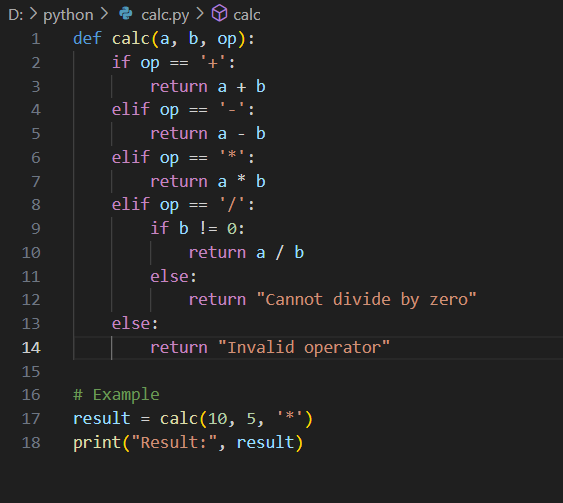 D: > python > calc.py > calc
1 def calc(a, b, op):
2     if op == '+':
3         return a + b
4     elif op == '-':
5         return a - b
6     elif op == '*':
7         return a * b
8     elif op == '/':
9         if b != 0:
10             return a / b
11         else:
12             return "Cannot divide by zero"
13     else:
14         return "Invalid operator"
15
16 # Example
17 result = calc(10, 5, '*')
18 print("Result:", result)